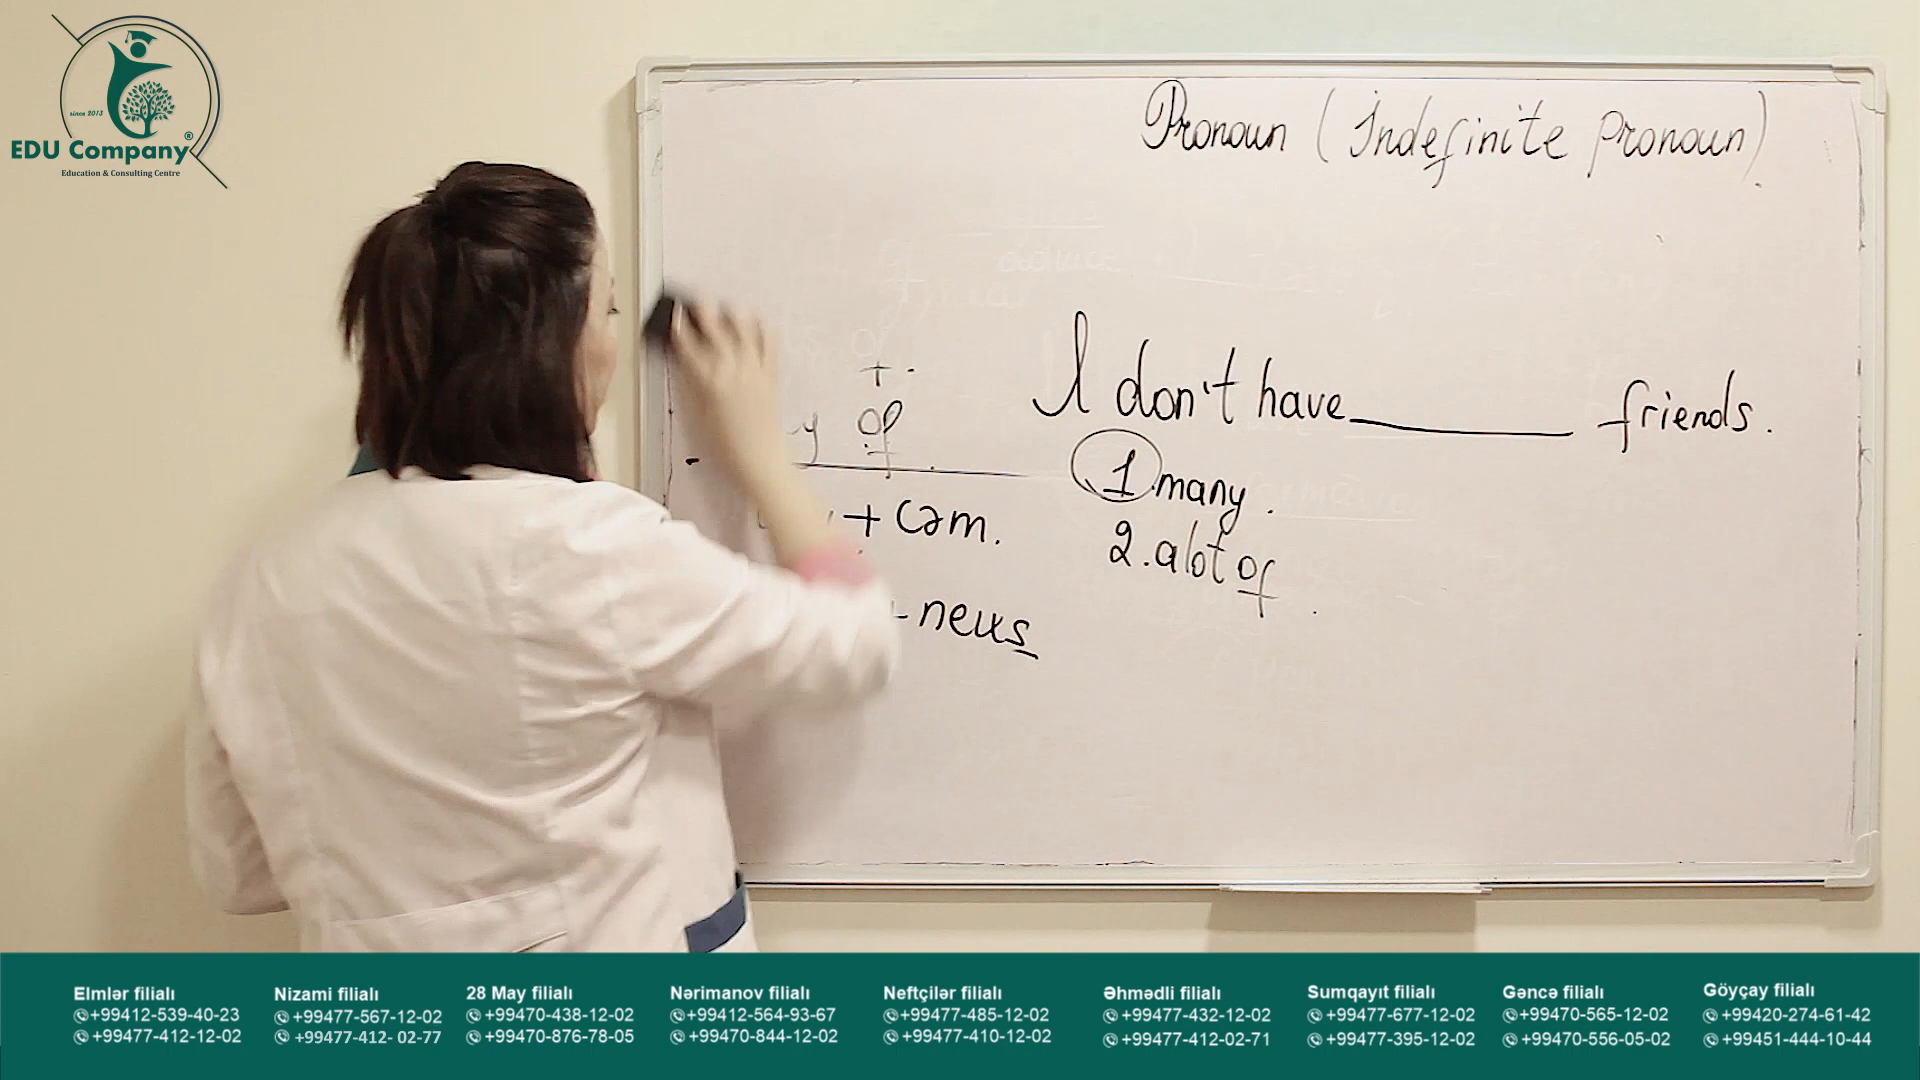 since 2013
EDU Company®
Education & Consulting Centre
Pronoun (Indefinite pronoun).
+.
y of
I don't have ________ friends.
1. many.
2. alot of
+ Cəm.
- news
Elmlər filialı
+99412-539-40-23
+99477-412-12-02
Nizami filialı
+99477-567-12-02
+99477-412- 02-77
28 May filialı
+99470-438-12-02
+99470-876-78-05
Nərimanov filialı
+99412-564-93-67
+99470-844-12-02
Neftçilər filialı
+99477-485-12-02
+99477-410-12-02
Əhmədli filialı
+99477-432-12-02
+99477-412-02-71
Sumqayıt filialı
+99477-677-12-02
+99477-395-12-02
Gəncə filialı
+99470-565-12-02
+99470-556-05-02
Göyçay filialı
+99420-274-61-42
+99451-444-10-44